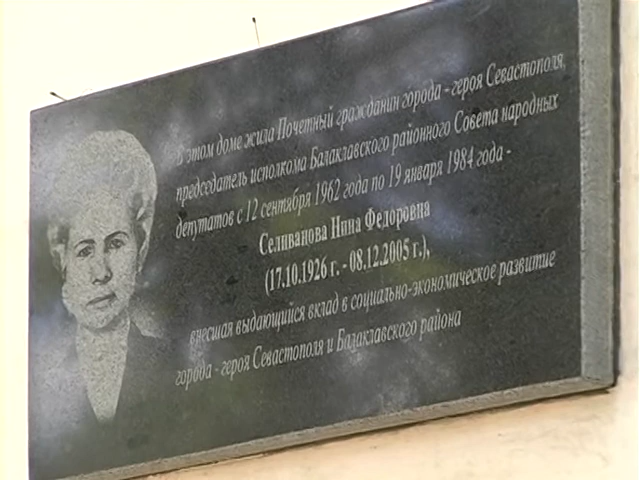 В этом доме жила Почетный гражданин города - героя Севастополя,
председатель исполкома Балаклавского районного Совета народных
депутатов с 12 сентября 1962 года по 19 января 1984 года -
Селиванова Нина Федоровна
(17.10.1926 г. - 08.12.2005 г.),
внесшая выдающийся вклад в социально-экономическое развитие
города - героя Севастополя и Балаклавского района